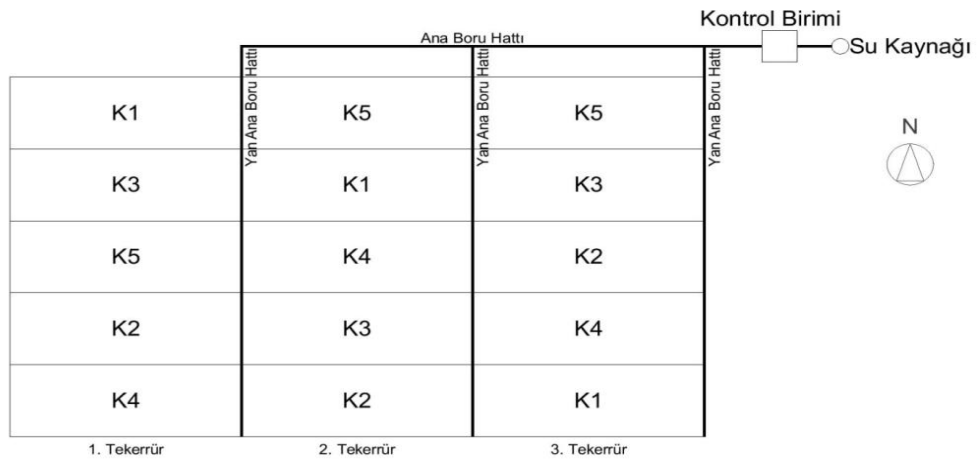 Kontrol Birimi
Ana Boru Hattı
Su Kaynağı
Yan Ana Boru Hattı
Yan Ana Boru Hattı
Yan Ana Boru Hattı
N
K1 K5 K5
K3 K1 K3
K5 K4 K2
K2 K3 K4
K4 K2 K1
1. Tekerrür 2. Tekerrür 3. Tekerrür